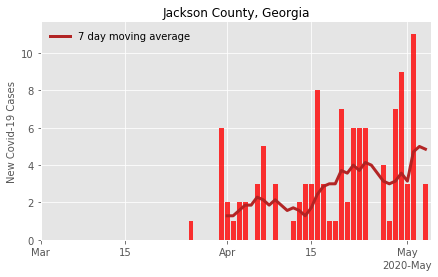 Jackson County, Georgia
7 day moving average
New Covid-19 Cases
10
8
6
4
2
0
Mar
15
Apr
15
May
2020-May